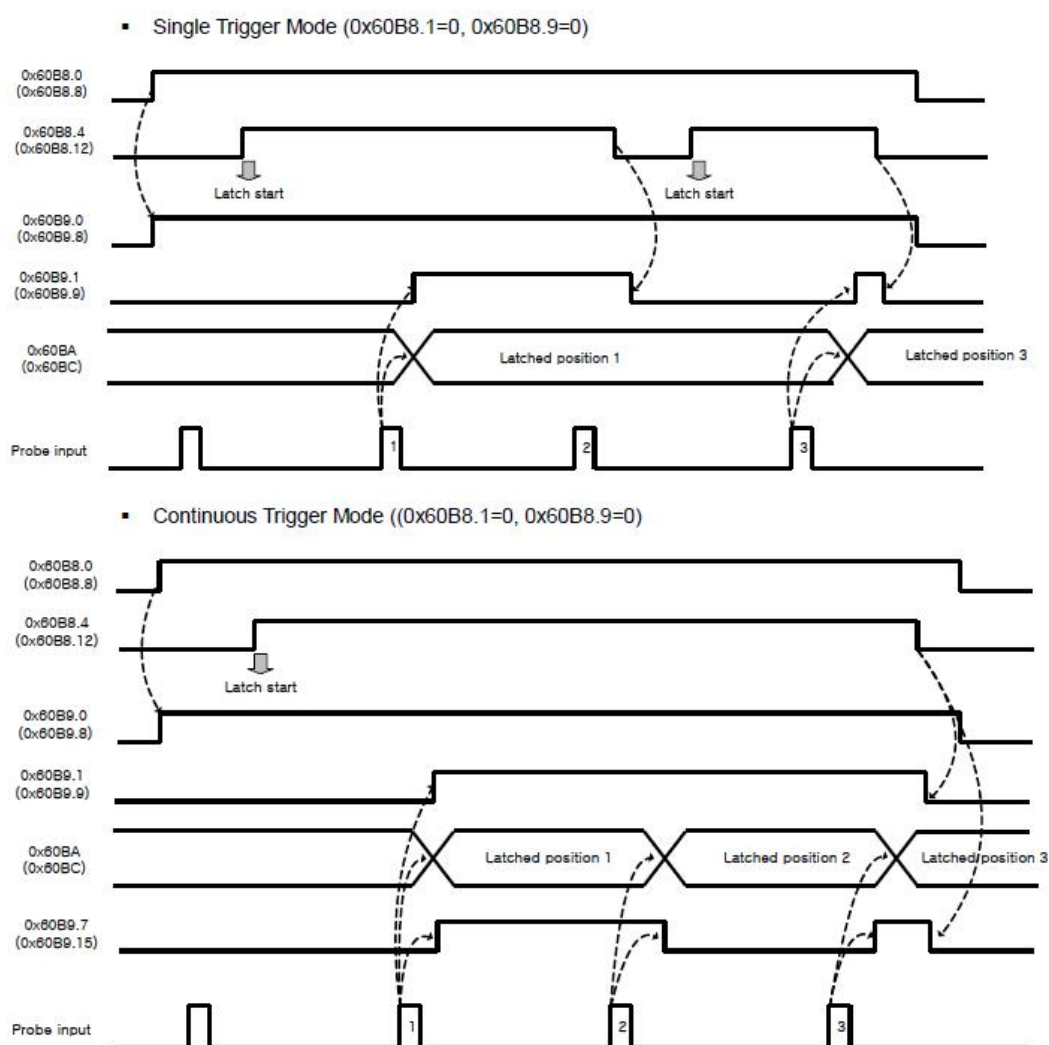 ▪ Single Trigger Mode (0x60B8.1=0, 0x60B8.9=0)
0x60B8.0
(0x60B8.8)
0x60B8.4
(0x60B8.12)
Latch start
Latch start
0x60B9.0
(0x60B9.8)
0x60B9.1
(0x60B9.9)
0x60BA
(0x60BC)
Latched position 1
Latched position 3
Probe input
1
2
3
▪ Continuous Trigger Mode ((0x60B8.1=0, 0x60B8.9=0)
0x60B8.0
(0x60B8.8)
0x60B8.4
(0x60B8.12)
Latch start
0x60B9.0
(0x60B9.8)
0x60B9.1
(0x60B9.9)
0x60BA
(0x60BC)
Latched position 1
Latched position 2
Latched position 3
0x60B9.7
(0x60B9.15)
Probe input
1
2
3